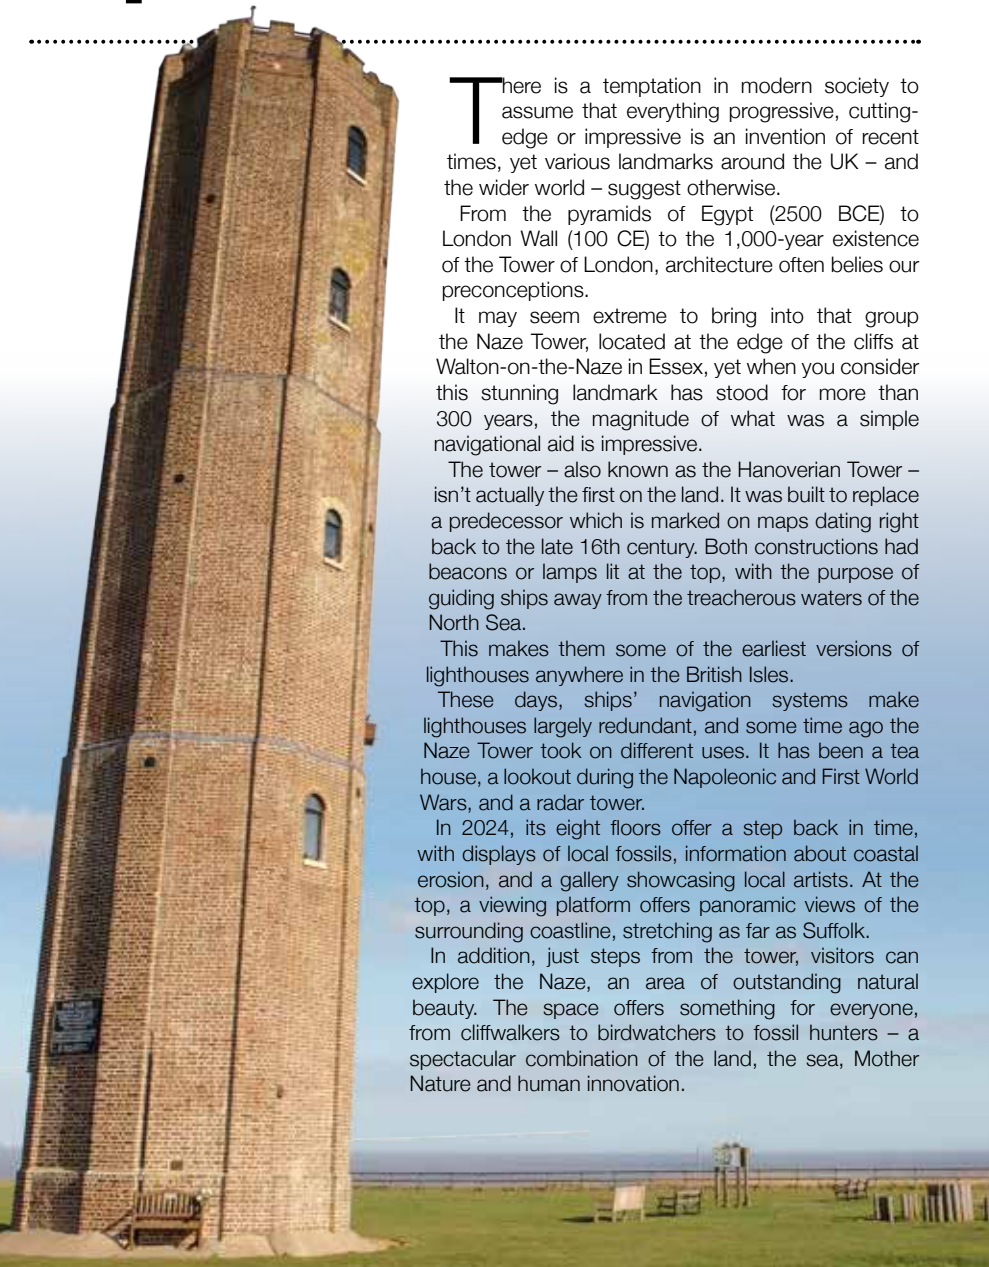 There is a temptation in modern society to
assume that everything progressive, cutting-
edge or impressive is an invention of recent
times, yet various landmarks around the UK – and
the wider world – suggest otherwise.
From the pyramids of Egypt (2500 BCE) to
London Wall (100 CE) to the 1,000-year existence
of the Tower of London, architecture often belies our
preconceptions.
It may seem extreme to bring into that group
the Naze Tower, located at the edge of the cliffs at
Walton-on-the-Naze in Essex, yet when you consider
this stunning landmark has stood for more than
300 years, the magnitude of what was a simple
navigational aid is impressive.
The tower – also known as the Hanoverian Tower –
isn't actually the first on the land. It was built to replace
a predecessor which is marked on maps dating right
back to the late 16th century. Both constructions had
beacons or lamps lit at the top, with the purpose of
guiding ships away from the treacherous waters of the
North Sea.
This makes them some of the earliest versions of
lighthouses anywhere in the British Isles.
These days, ships' navigation systems make
lighthouses largely redundant, and some time ago the
Naze Tower took on different uses. It has been a tea
house, a lookout during the Napoleonic and First World
Wars, and a radar tower.
In 2024, its eight floors offer a step back in time,
with displays of local fossils, information about coastal
erosion, and a gallery showcasing local artists. At the
top, a viewing platform offers panoramic views of the
surrounding coastline, stretching as far as Suffolk.
In addition, just steps from the tower, visitors can
explore the Naze, an area of outstanding natural
beauty. The space offers something for everyone,
from cliffwalkers to birdwatchers to fossil hunters – a
spectacular combination of the land, the sea, Mother
Nature and human innovation.